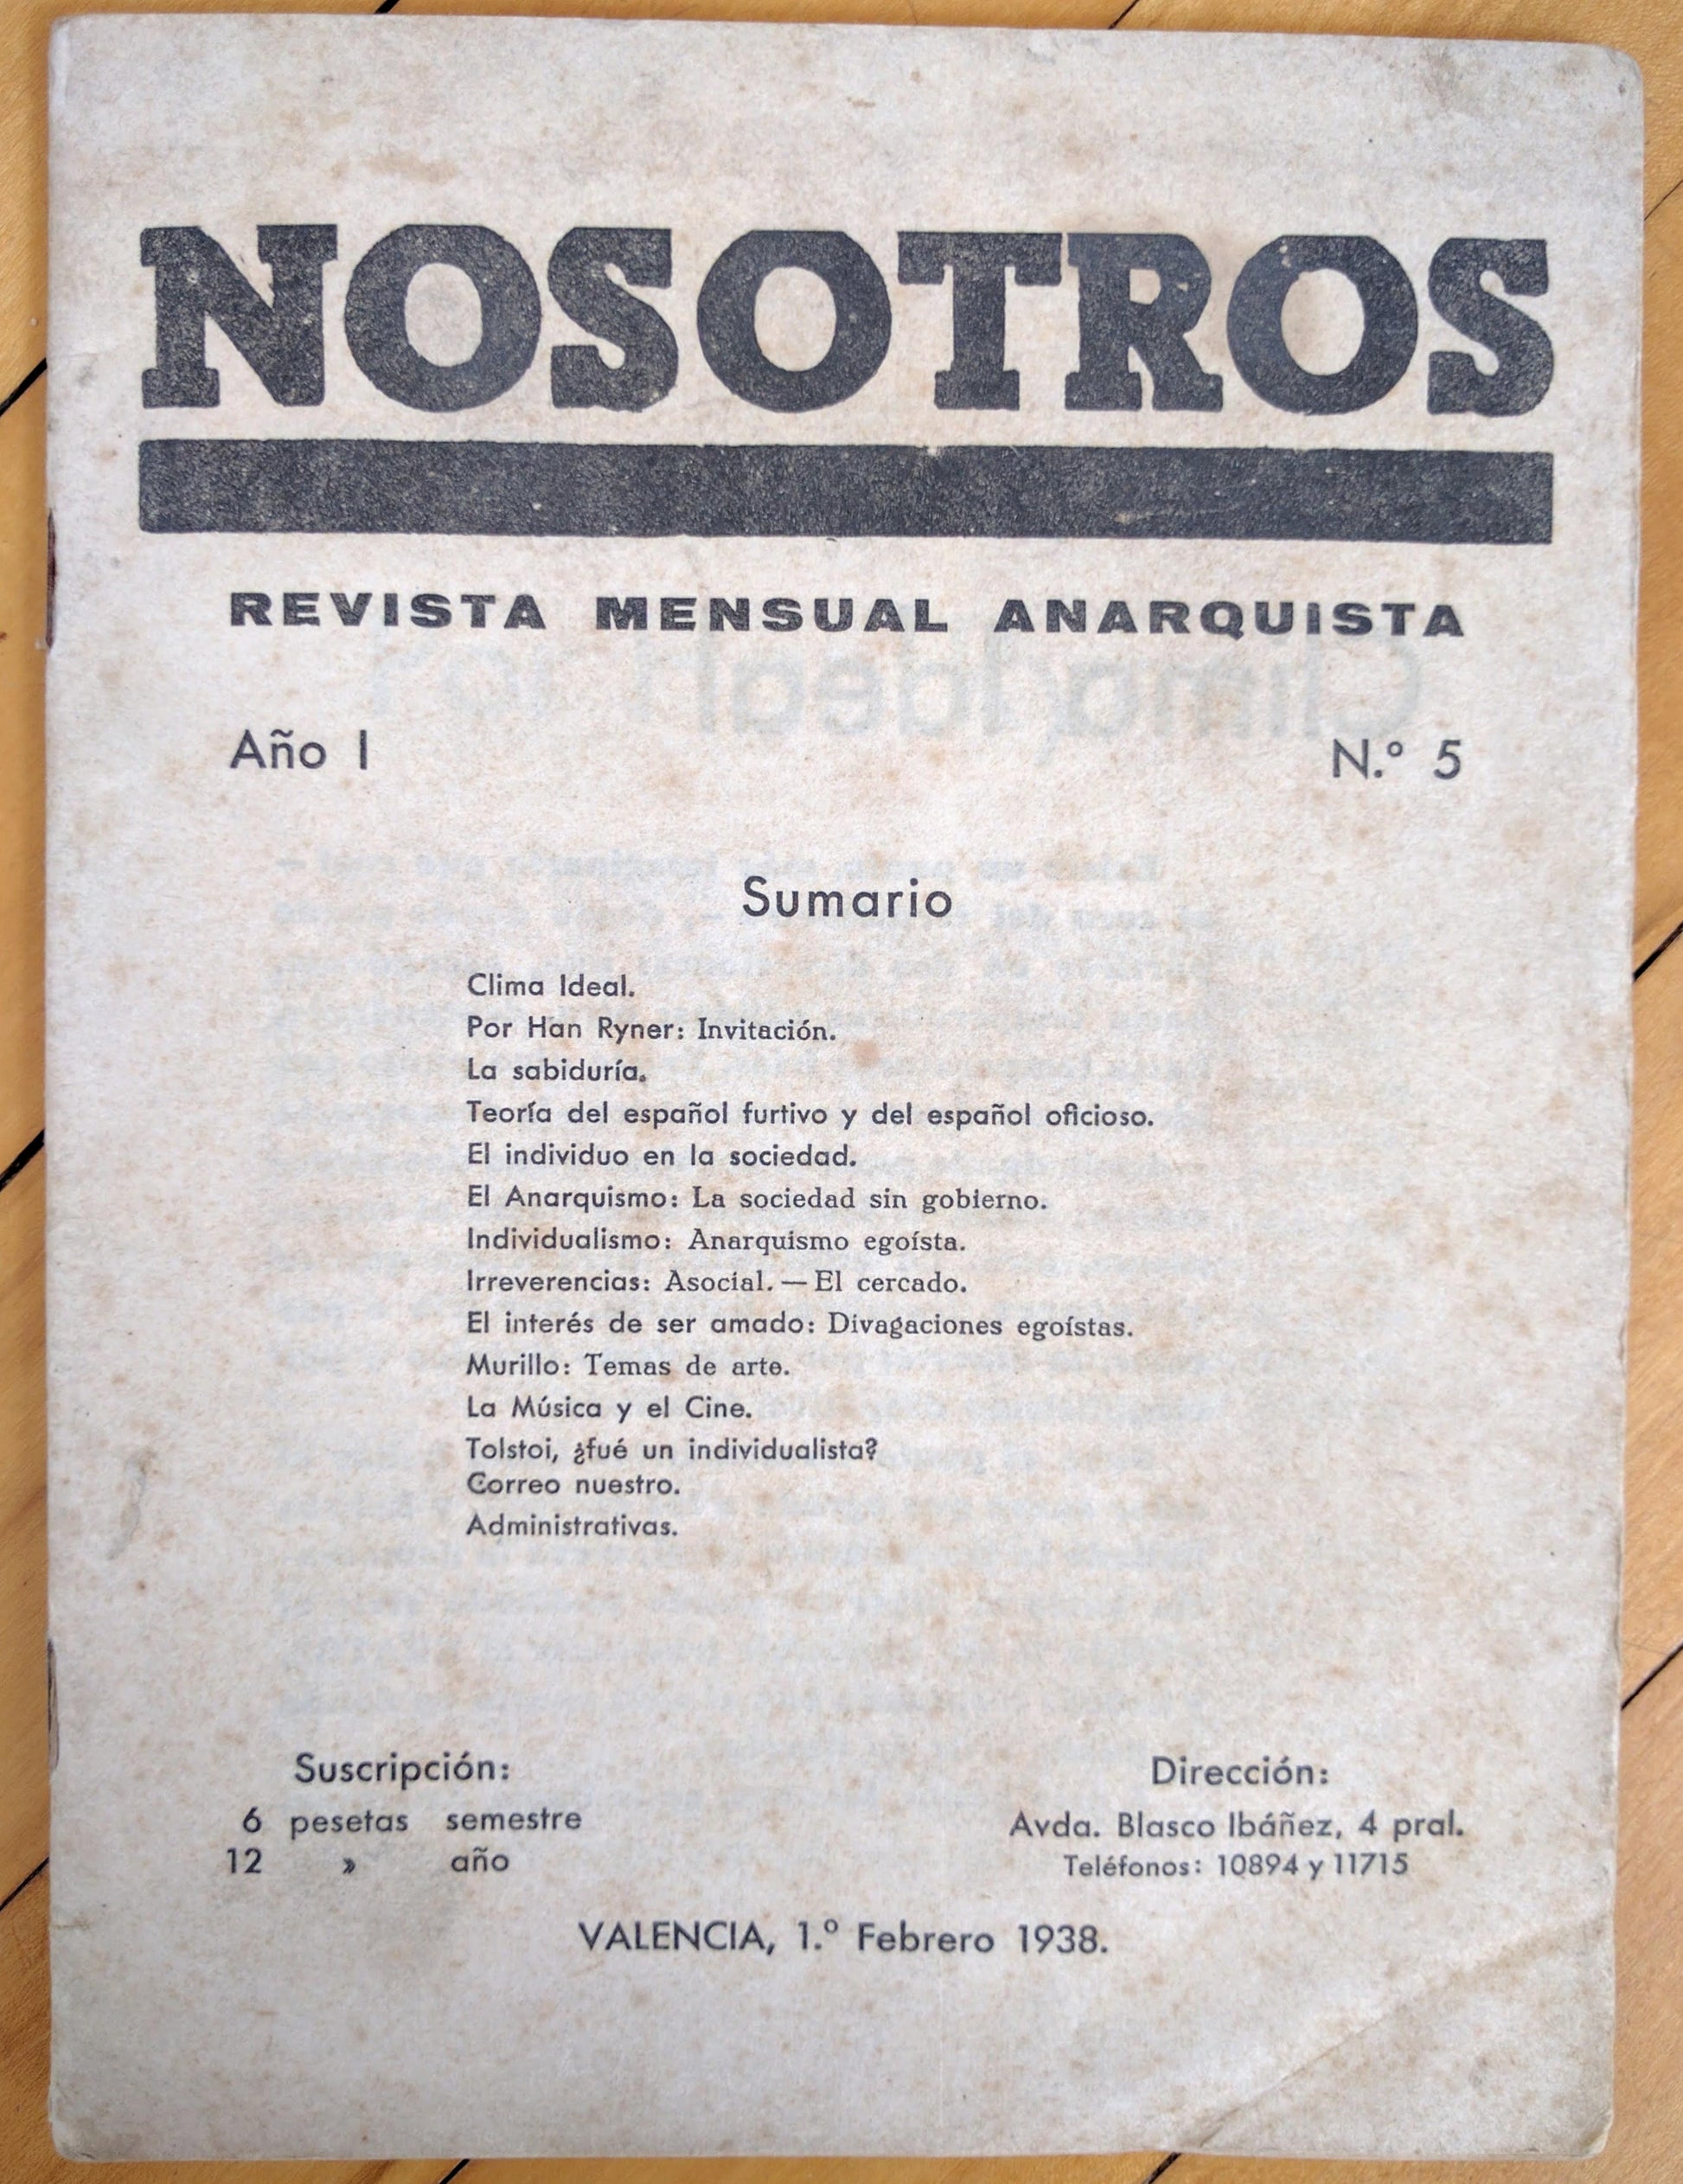 NOSOTROS
REVISTA MENSUAL ANARQUISTA
Año I
N.º 5
Sumario
Clima Ideal.
Por Han Ryner: Invitación.
La sabiduría.
Teoría del español furtivo y del español oficioso.
El individuo en la sociedad.
El Anarquismo: La sociedad sin gobierno.
Individualismo: Anarquismo egoísta.
Irreverencias: Asocial. — El cercado.
El interés de ser amado: Divagaciones egoístas.
Murillo: Temas de arte.
La Música y el Cine.
Tolstoi, ¿fué un individualista?
Correo nuestro.
Administrativas.
Suscripción:
6 pesetas semestre
12 » año
Dirección:
Avda. Blasco Ibáñez, 4 pral.
Teléfonos: 10894 y 11715
VALENCIA, 1.º Febrero 1938.